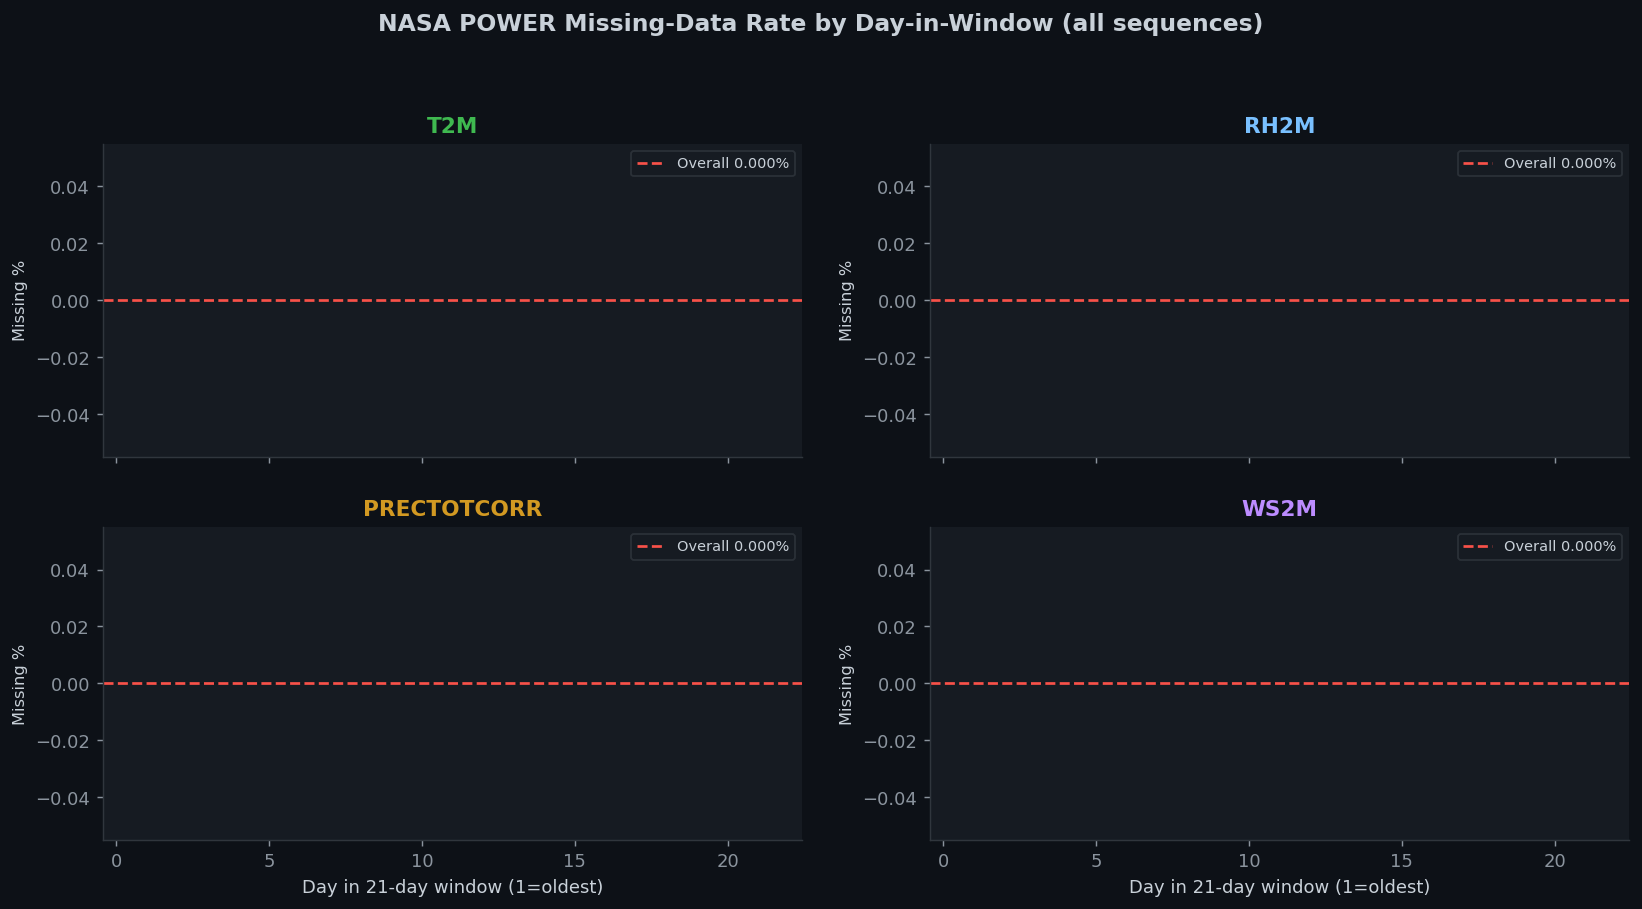 NASA POWER Missing-Data Rate by Day-in-Window (all sequences)
T2M
Overall 0.000%
Missing %
0.04
0.02
0.00
−0.02
−0.04
RH2M
Overall 0.000%
Missing %
0.04
0.02
0.00
−0.02
−0.04
PRECTOTCORR
Overall 0.000%
Missing %
0.04
0.02
0.00
−0.02
−0.04
0 5 10 15 20
Day in 21-day window (1=oldest)
WS2M
Overall 0.000%
Missing %
0.04
0.02
0.00
−0.02
−0.04
0 5 10 15 20
Day in 21-day window (1=oldest)